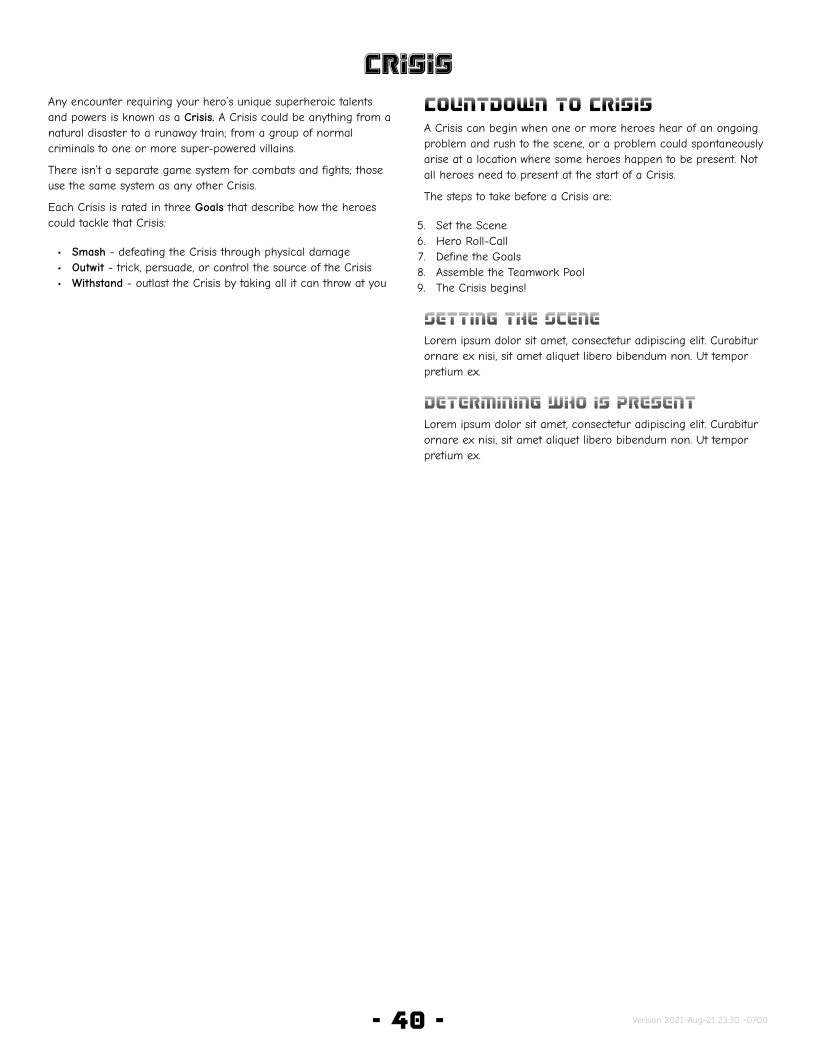 CRiSiS
Any encounter requiring your hero's unique superheroic talents
and powers is known as a Crisis. A Crisis could be anything from a
natural disaster to a runaway train; from a group of normal
criminals to one or more super-powered villains.
There isn't a separate game system for combats and fights; those
use the same system as any other Crisis.
Each Crisis is rated in three Goals that describe how the heroes
could tackle that Crisis:
• Smash - defeating the Crisis through physical damage
• Outwit - trick, persuade, or control the source of the Crisis
• Withstand - outlast the Crisis by taking all it can throw at you
COUNTDOWN TO CRiSiS
A Crisis can begin when one or more heroes hear of an ongoing
problem and rush to the scene, or a problem could spontaneously
arise at a location where some heroes happen to be present. Not
all heroes need to present at the start of a Crisis.
The steps to take before a Crisis are:
5. Set the Scene
6. Hero Roll-Call
7. Define the Goals
8. Assemble the Teamwork Pool
9. The Crisis begins!
SETTiNG THE SCENE
Lorem ipsum dolor sit amet, consectetur adipiscing elit. Curabitur
ornare ex nisi, sit amet aliquet libero bibendum non. Ut tempor
pretium ex.
DETERMiNiNG WHO iS PRESENT
Lorem ipsum dolor sit amet, consectetur adipiscing elit. Curabitur
ornare ex nisi, sit amet aliquet libero bibendum non. Ut tempor
pretium ex.
- 40 -
Version 2021-Aug-21 23:30 -0700